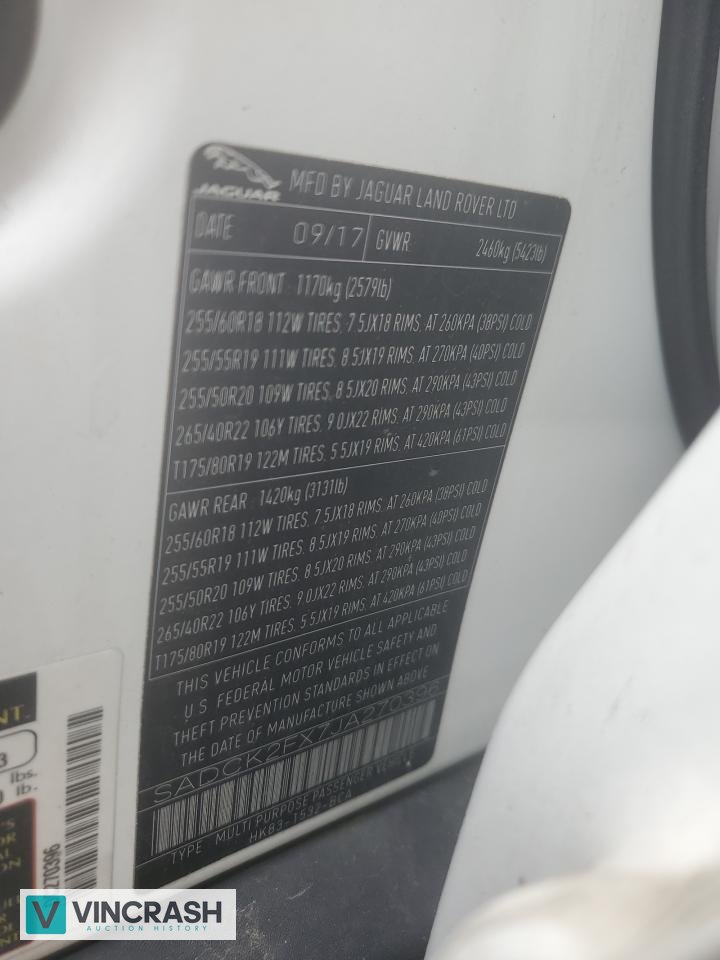 JAGUAR
MFD BY JAGUAR LAND ROVER LTD
DATE 09/17 GVWR 2460kg (5423lb)
GAWR FRONT 1170kg (2579lb)
255/60R18 112W TIRES, 7 5JX18 RIMS, AT 260KPA (38PSI) COLD
255/55R19 111W TIRES, 8 5JX19 RIMS, AT 270KPA (40PSI) COLD
255/50R20 109W TIRES, 8 5JX20 RIMS, AT 290KPA (43PSI) COLD
265/40R22 106Y TIRES, 9 0JX22 RIMS, AT 290KPA (43PSI) COLD
T175/80R19 122M TIRES, 5 5JX19 RIMS, AT 420KPA (61PSI) COLD
GAWR REAR 1420kg (3131lb)
255/60R18 112W TIRES, 7 5JX18 RIMS, AT 260KPA (38PSI) COLD
255/55R19 111W TIRES, 8 5JX19 RIMS, AT 270KPA (40PSI) COLD
255/50R20 109W TIRES, 8 5JX20 RIMS, AT 290KPA (43PSI) COLD
265/40R22 106Y TIRES, 9 0JX22 RIMS, AT 290KPA (43PSI) COLD
T175/80R19 122M TIRES, 5 5JX19 RIMS, AT 420KPA (61PSI) COLD
THIS VEHICLE CONFORMS TO ALL APPLICABLE
U S FEDERAL MOTOR VEHICLE SAFETY AND
THEFT PREVENTION STANDARDS IN EFFECT ON
THE DATE OF MANUFACTURE SHOWN ABOVE
SADCK2FX7JA270396
TYPE MULTI PURPOSE PASSENGER VEHICLE
HK83-1532-BCA
lbs.
lb.
270396
VINCRASH
AUCTION HISTORY